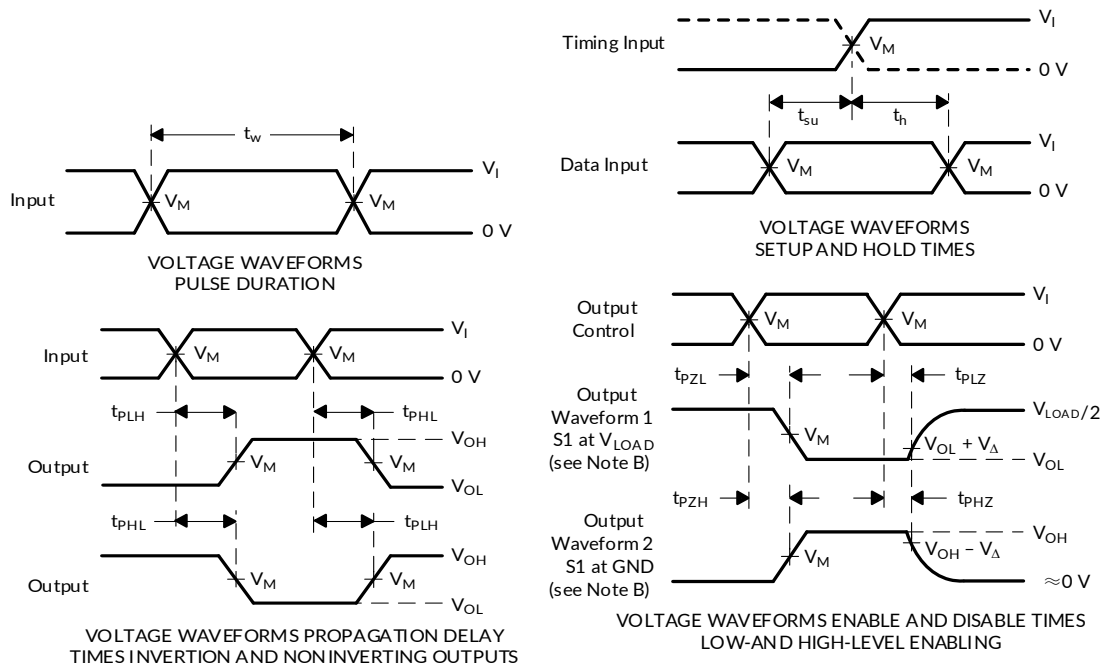 t_w
Input
V_I
V_M
V_M
0 V
VOLTAGE WAVEFORMS
PULSE DURATION
Timing Input
V_I
V_M
0 V
t_su
t_h
Data Input
V_I
V_M
V_M
0 V
VOLTAGE WAVEFORMS
SETUP AND HOLD TIMES
Input
V_I
V_M
V_M
0 V
t_PLH
t_PHL
Output
V_OH
V_M
V_M
V_OL
t_PHL
t_PLH
Output
V_OH
V_M
V_M
V_OL
VOLTAGE WAVEFORMS PROPAGATION DELAY
TIMES INVERTION AND NONINVERTING OUTPUTS
Output
Control
V_I
V_M
V_M
0 V
t_PZL
t_PLZ
Output
Waveform 1
S1 at V_LOAD
(see Note B)
V_LOAD/2
V_M
V_OL + V_Δ
V_OL
t_PZH
t_PHZ
Output
Waveform 2
S1 at GND
(see Note B)
V_OH
V_M
V_OH − V_Δ
≈0 V
VOLTAGE WAVEFORMS ENABLE AND DISABLE TIMES
LOW-AND HIGH-LEVEL ENABLING